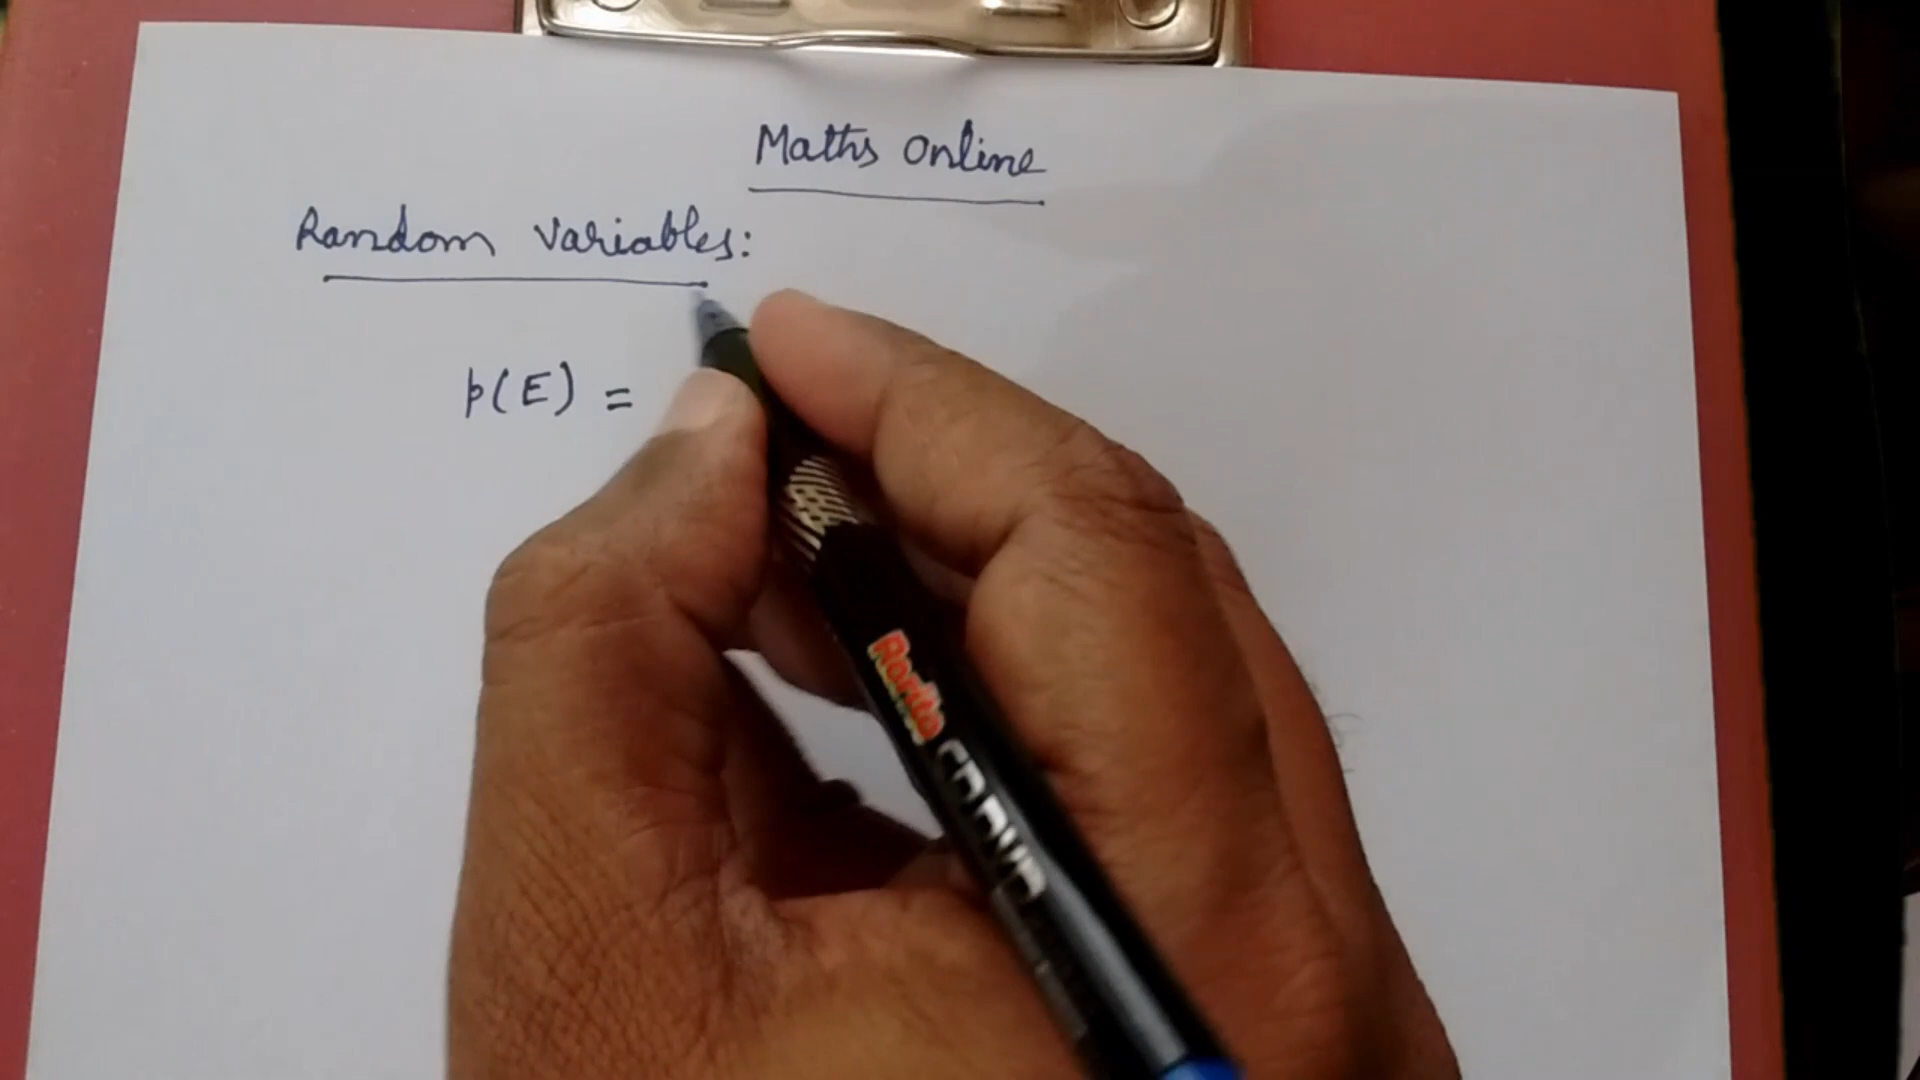 Maths Online
Random Variables:
p(E) =
Rorito